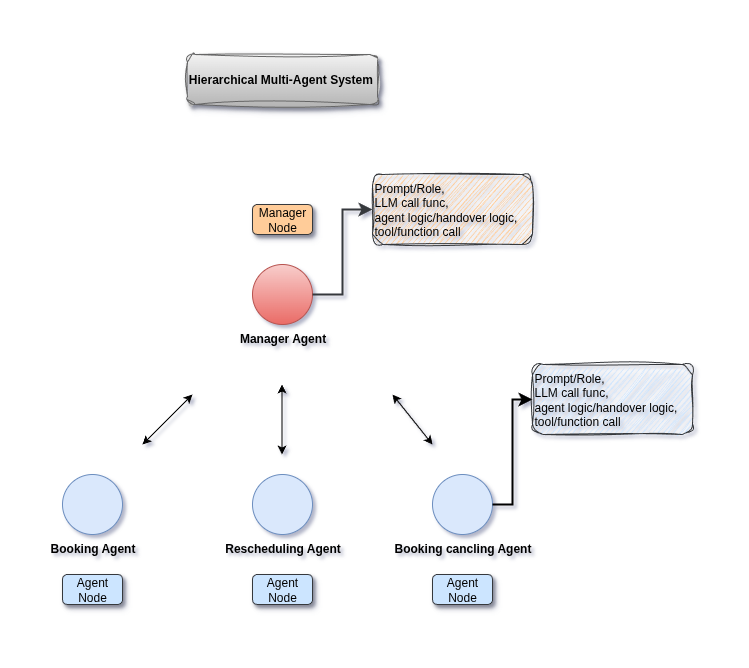 Hierarchical Multi-Agent System
Manager
Node
Prompt/Role,
LLM call func,
agent logic/handover logic,
tool/function call
Manager Agent
Prompt/Role,
LLM call func,
agent logic/handover logic,
tool/function call
Booking Agent
Rescheduling Agent
Booking cancling Agent
Agent
Node
Agent
Node
Agent
Node